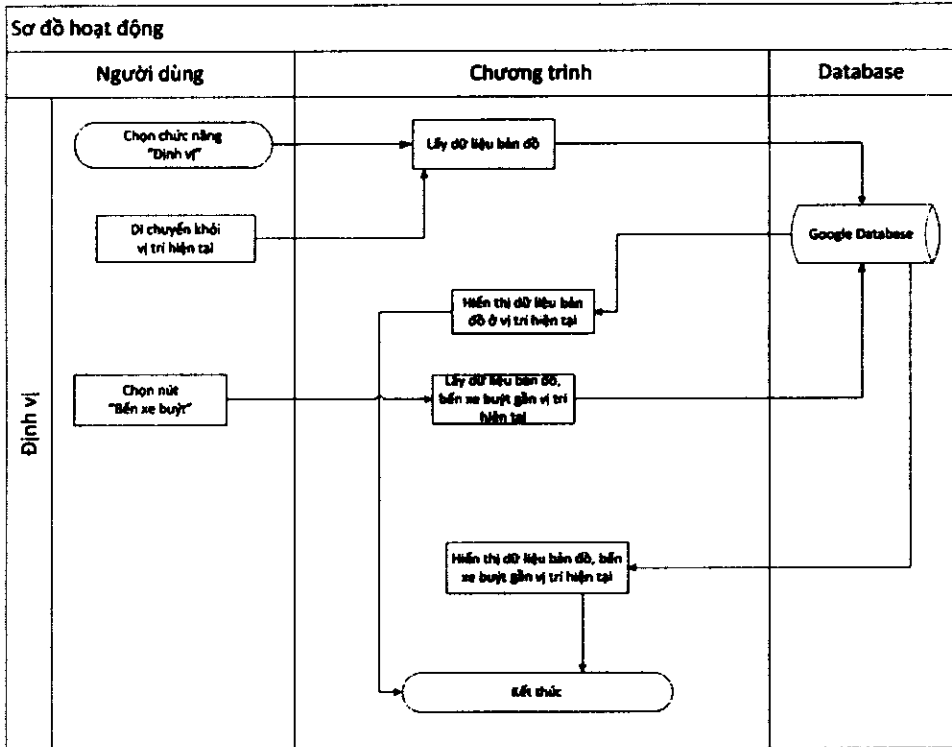 Sơ đồ hoạt động
Người dùng
Chương trình
Database
Định vị
Chọn chức năng
"Định vị"
Lấy dữ liệu bản đồ
Di chuyển khỏi
vị trí hiện tại
Google Database
Hiển thị dữ liệu bản
đồ ở vị trí hiện tại
Chọn nút
"Bến xe buýt"
Lấy dữ liệu bản đồ,
bến xe buýt gần vị trí
hiện tại
Hiển thị dữ liệu bản đồ, bến
xe buýt gần vị trí hiện tại
Kết thúc